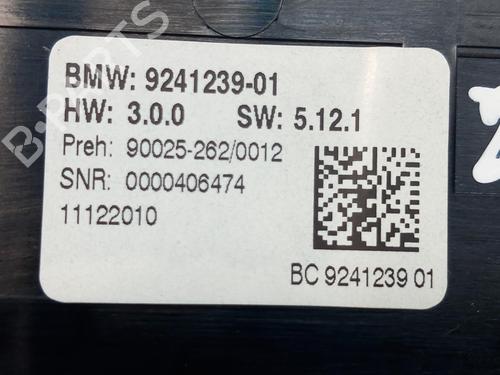 BMW: 9241239-01
HW: 3.0.0 SW: 5.12.1
Preh: 90025-262/0012
SNR: 0000406474
11122010
BC 9241239 01
B-PARTS